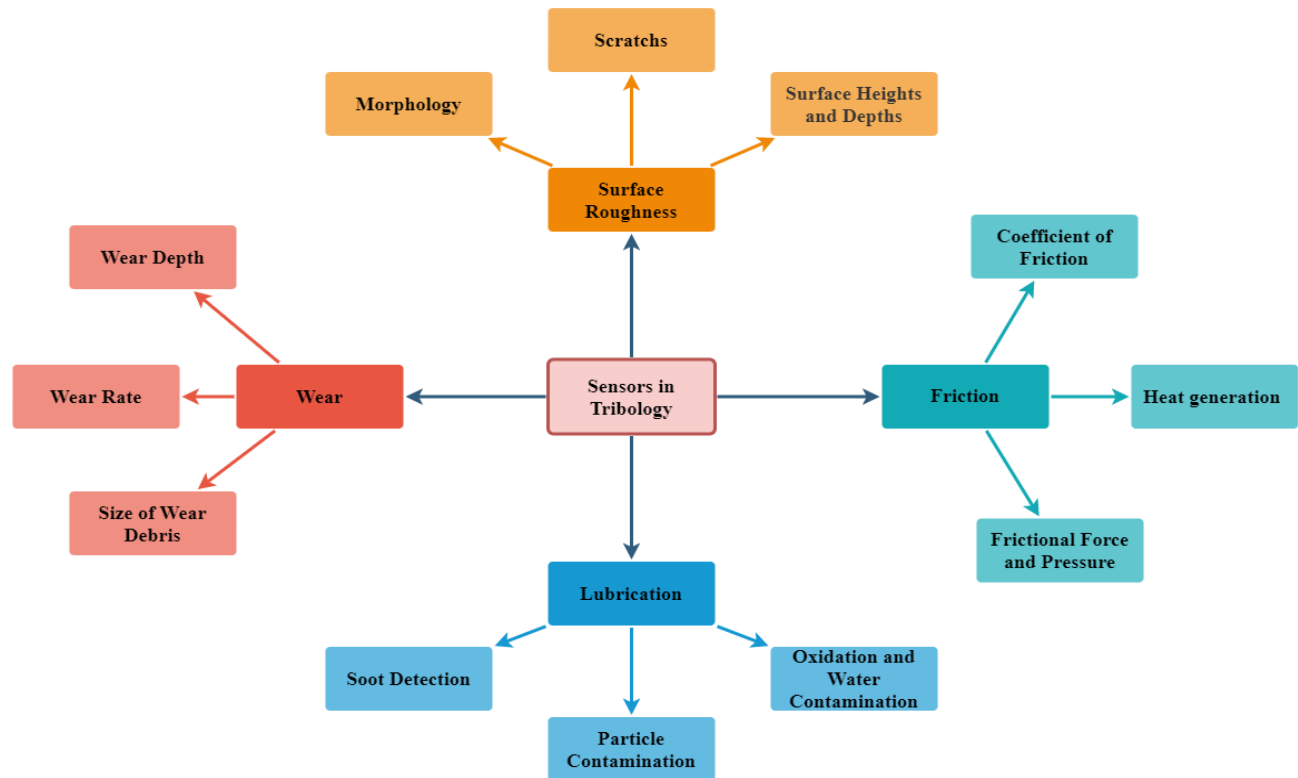 Scratchs
Morphology
Surface Heights
and Depths
Surface
Roughness
Coefficient of
Friction
Wear Depth
Wear Rate
Wear
Sensors in
Tribology
Friction
Heat generation
Size of Wear
Debris
Frictional Force
and Pressure
Lubrication
Soot Detection
Oxidation and
Water
Contamination
Particle
Contamination